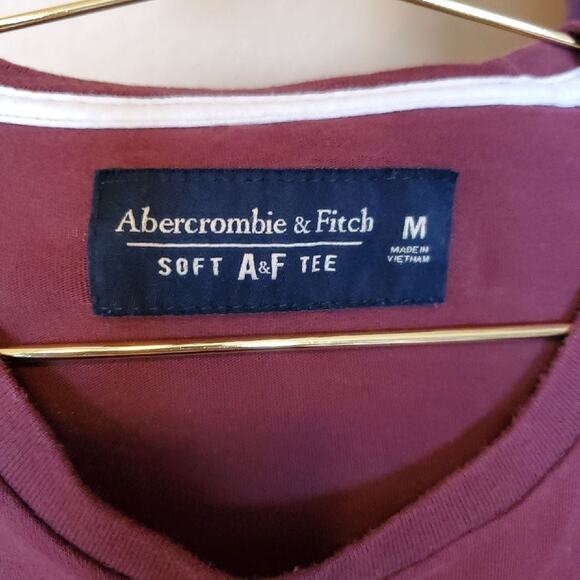 Abercrombie & Fitch
SOFT A&F TEE
M
MADE IN
VIETNAM